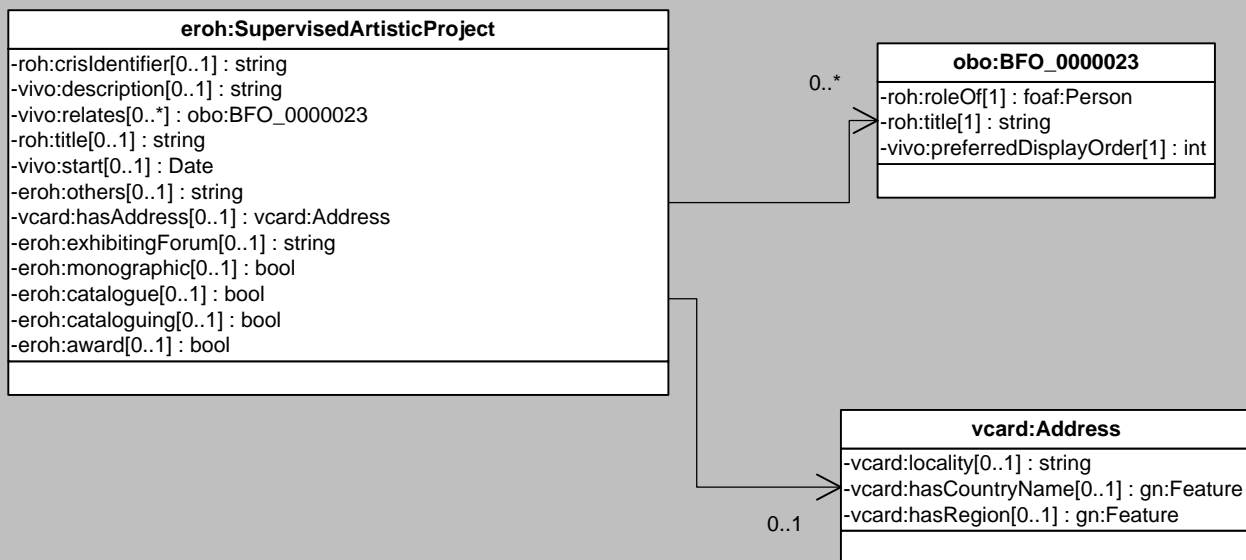 eroh:SupervisedArtisticProject
-roh:crisIdentifier[0..1] : string
-vivo:description[0..1] : string
-vivo:relates[0..*] : obo:BFO_0000023
-roh:title[0..1] : string
-vivo:start[0..1] : Date
-eroh:others[0..1] : string
-vcard:hasAddress[0..1] : vcard:Address
-eroh:exhibitingForum[0..1] : string
-eroh:monographic[0..1] : bool
-eroh:catalogue[0..1] : bool
-eroh:cataloguing[0..1] : bool
-eroh:award[0..1] : bool
0..*
obo:BFO_0000023
-roh:roleOf[1] : foaf:Person
-roh:title[1] : string
-vivo:preferredDisplayOrder[1] : int
0..1
vcard:Address
-vcard:locality[0..1] : string
-vcard:hasCountryName[0..1] : gn:Feature
-vcard:hasRegion[0..1] : gn:Feature